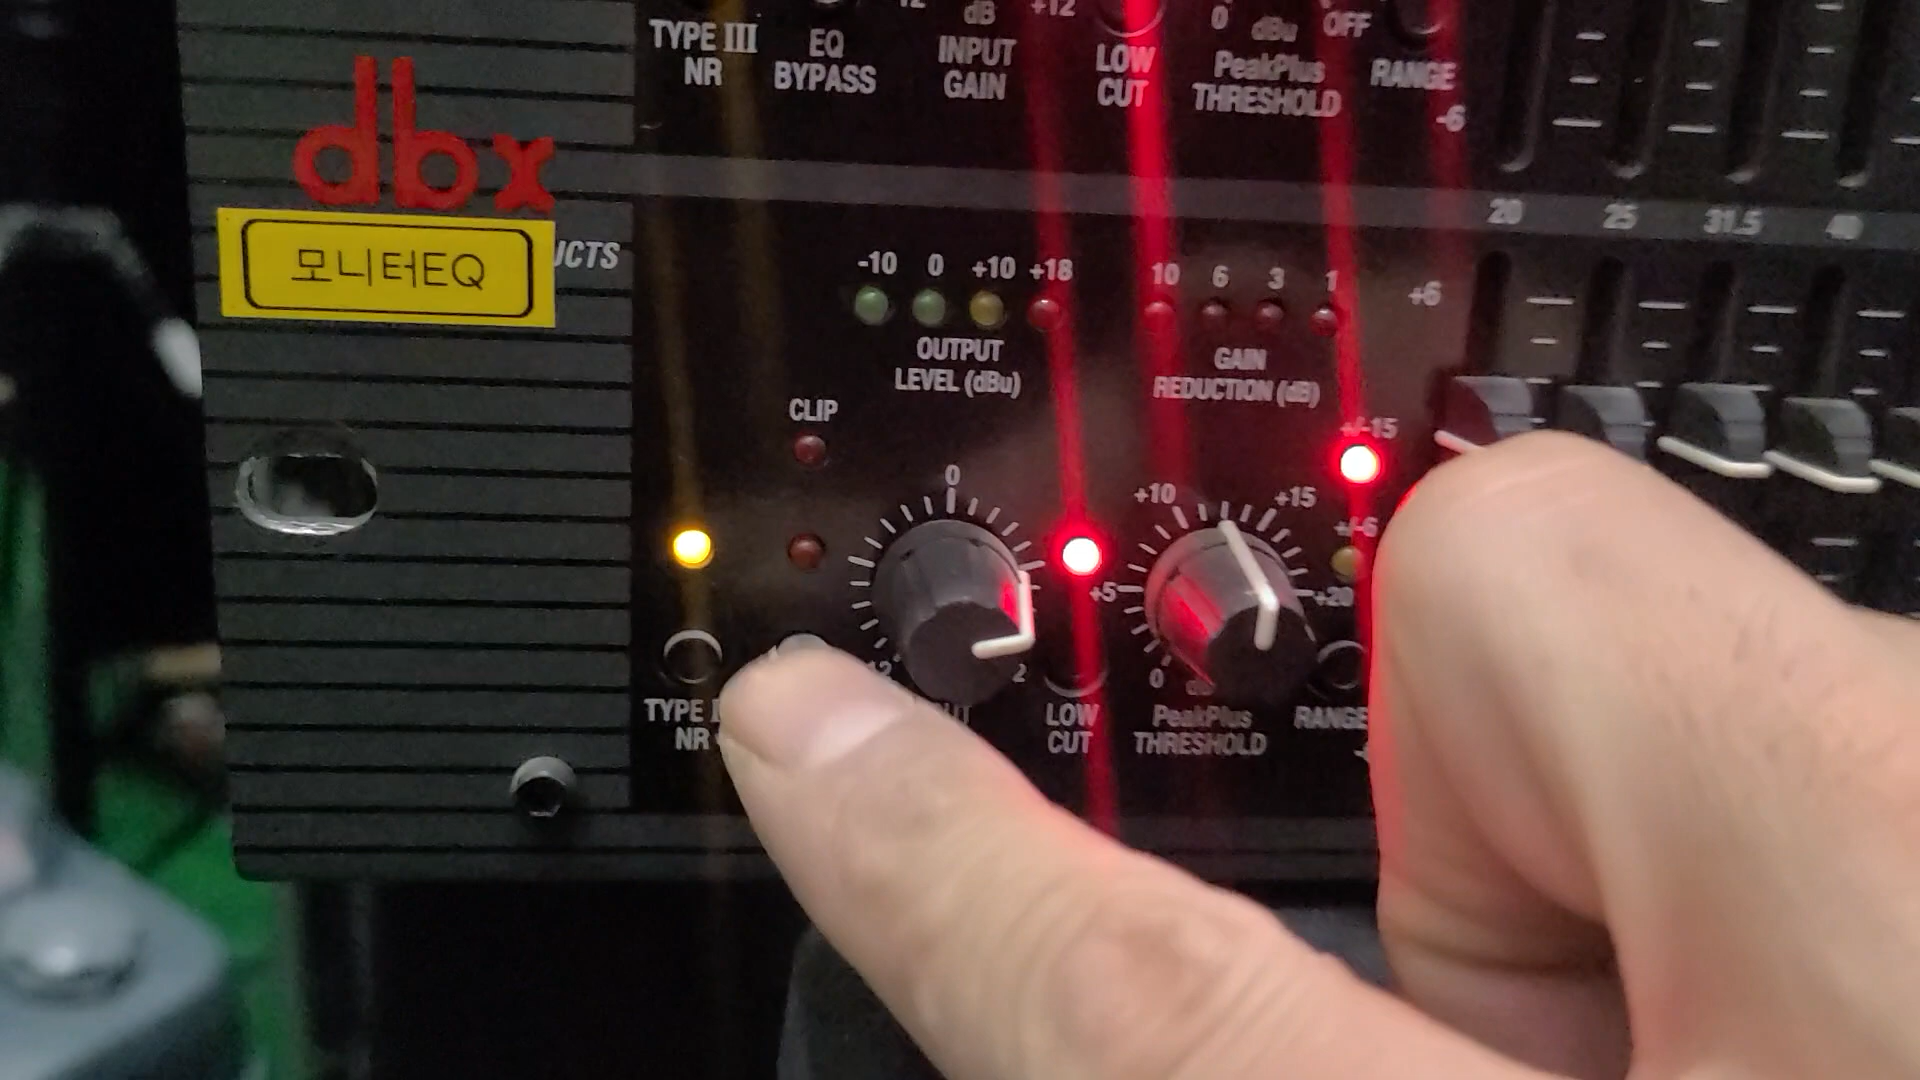 12 dB +12 0 dBu OFF
TYPE III NR
EQ BYPASS
INPUT GAIN
LOW CUT
PeakPlus THRESHOLD
RANGE
-6
dbx
모니터EQ
UCTS
20 25 31.5 40
-10 0 +10 +18
OUTPUT
LEVEL (dBu)
10 6 3 1
GAIN
REDUCTION (dB)
+6
CLIP
+/-15
+/-6
0
+10 +15
+5 +20
12 2
0
TYPE
NR
LOW
CUT
PeakPlus
THRESHOLD
RANGE